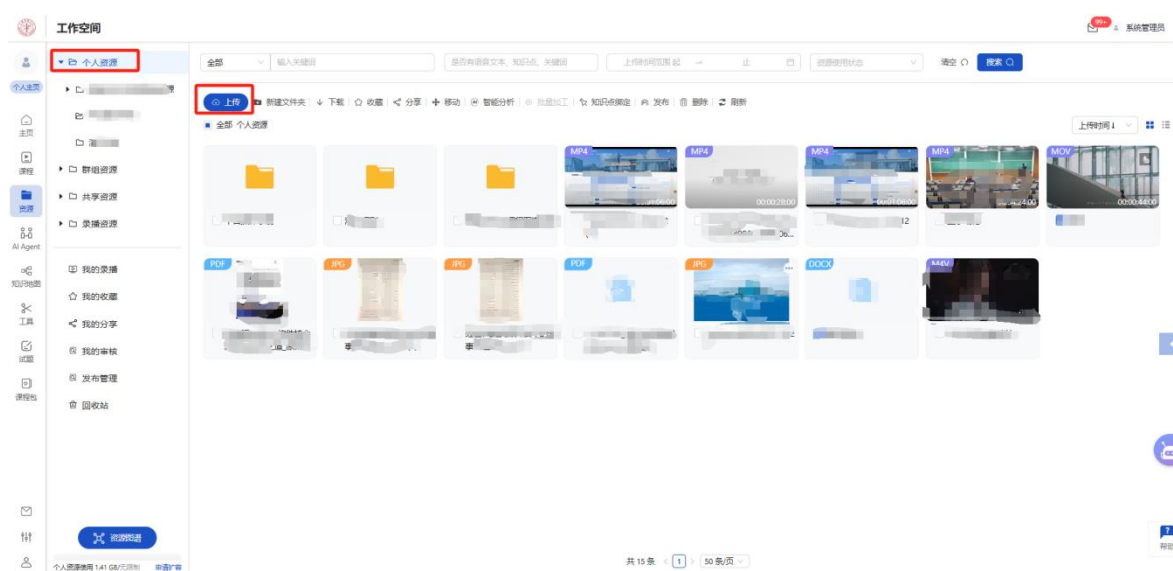 工作空间
99+
系统管理员
个人主页
主页
课程
资源
AI Agent
知识地图
工具
试题
课程包
个人资源
群组资源
共享资源
录播资源
我的录播
我的收藏
我的分享
我的审核
发布管理
回收站
资源图谱
个人资源使用 1.41 GB/无限制 申请扩容
全部 输入关键词 是否有语音文本、知识点、关键词 上传时间范围 起 → 止 资源使用状态 清空 搜索
上传 新建文件夹 下载 收藏 分享 移动 智能分析 批量加工 知识点绑定 发布 删除 刷新
全部 个人资源
上传时间↓
MP4 MP4 MP4 MP4 MOV
00:00:28:00 00:00:44:00
PDF JPG JPG PDF JPG DOCX M4V
共 15 条 < 1 > 50 条/页
帮助